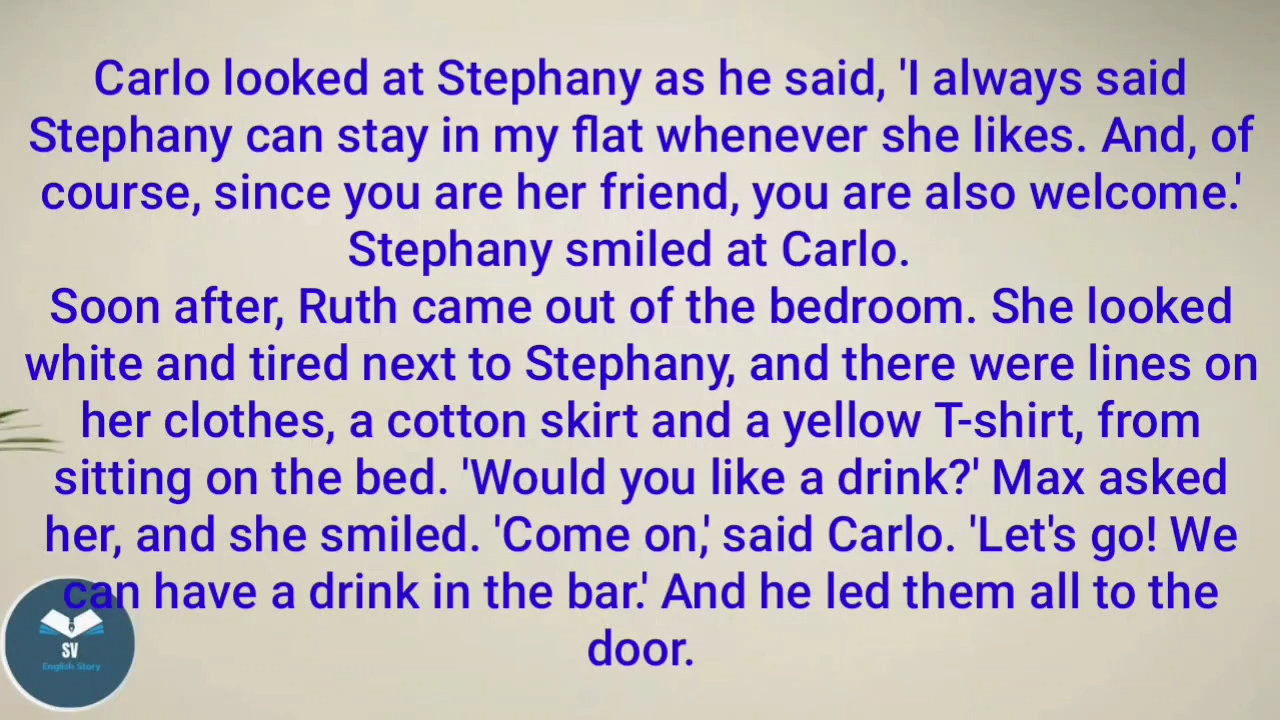 Carlo looked at Stephany as he said, 'I always said
Stephany can stay in my flat whenever she likes. And, of
course, since you are her friend, you are also welcome.'
Stephany smiled at Carlo.
Soon after, Ruth came out of the bedroom. She looked
white and tired next to Stephany, and there were lines on
her clothes, a cotton skirt and a yellow T-shirt, from
sitting on the bed. 'Would you like a drink?' Max asked
her, and she smiled. 'Come on,' said Carlo. 'Let's go! We
can have a drink in the bar.' And he led them all to the
door.
SV
English Story